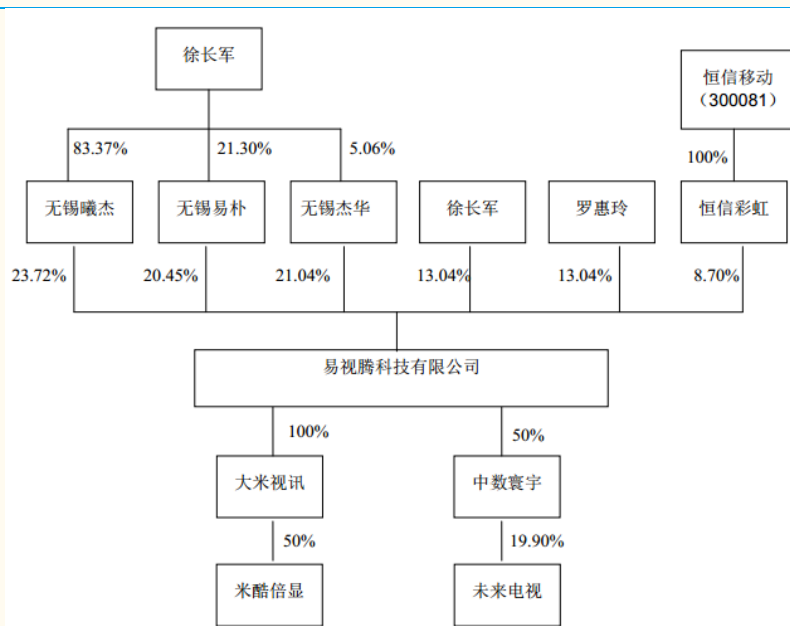 徐长军
恒信移动
（300081）
83.37%
21.30%
5.06%
100%
无锡曦杰
无锡易朴
无锡杰华
徐长军
罗惠玲
恒信彩虹
23.72%
20.45%
21.04%
13.04%
13.04%
8.70%
易视腾科技有限公司
100%
50%
大米视讯
中数寰宇
50%
19.90%
米酷倍显
未来电视